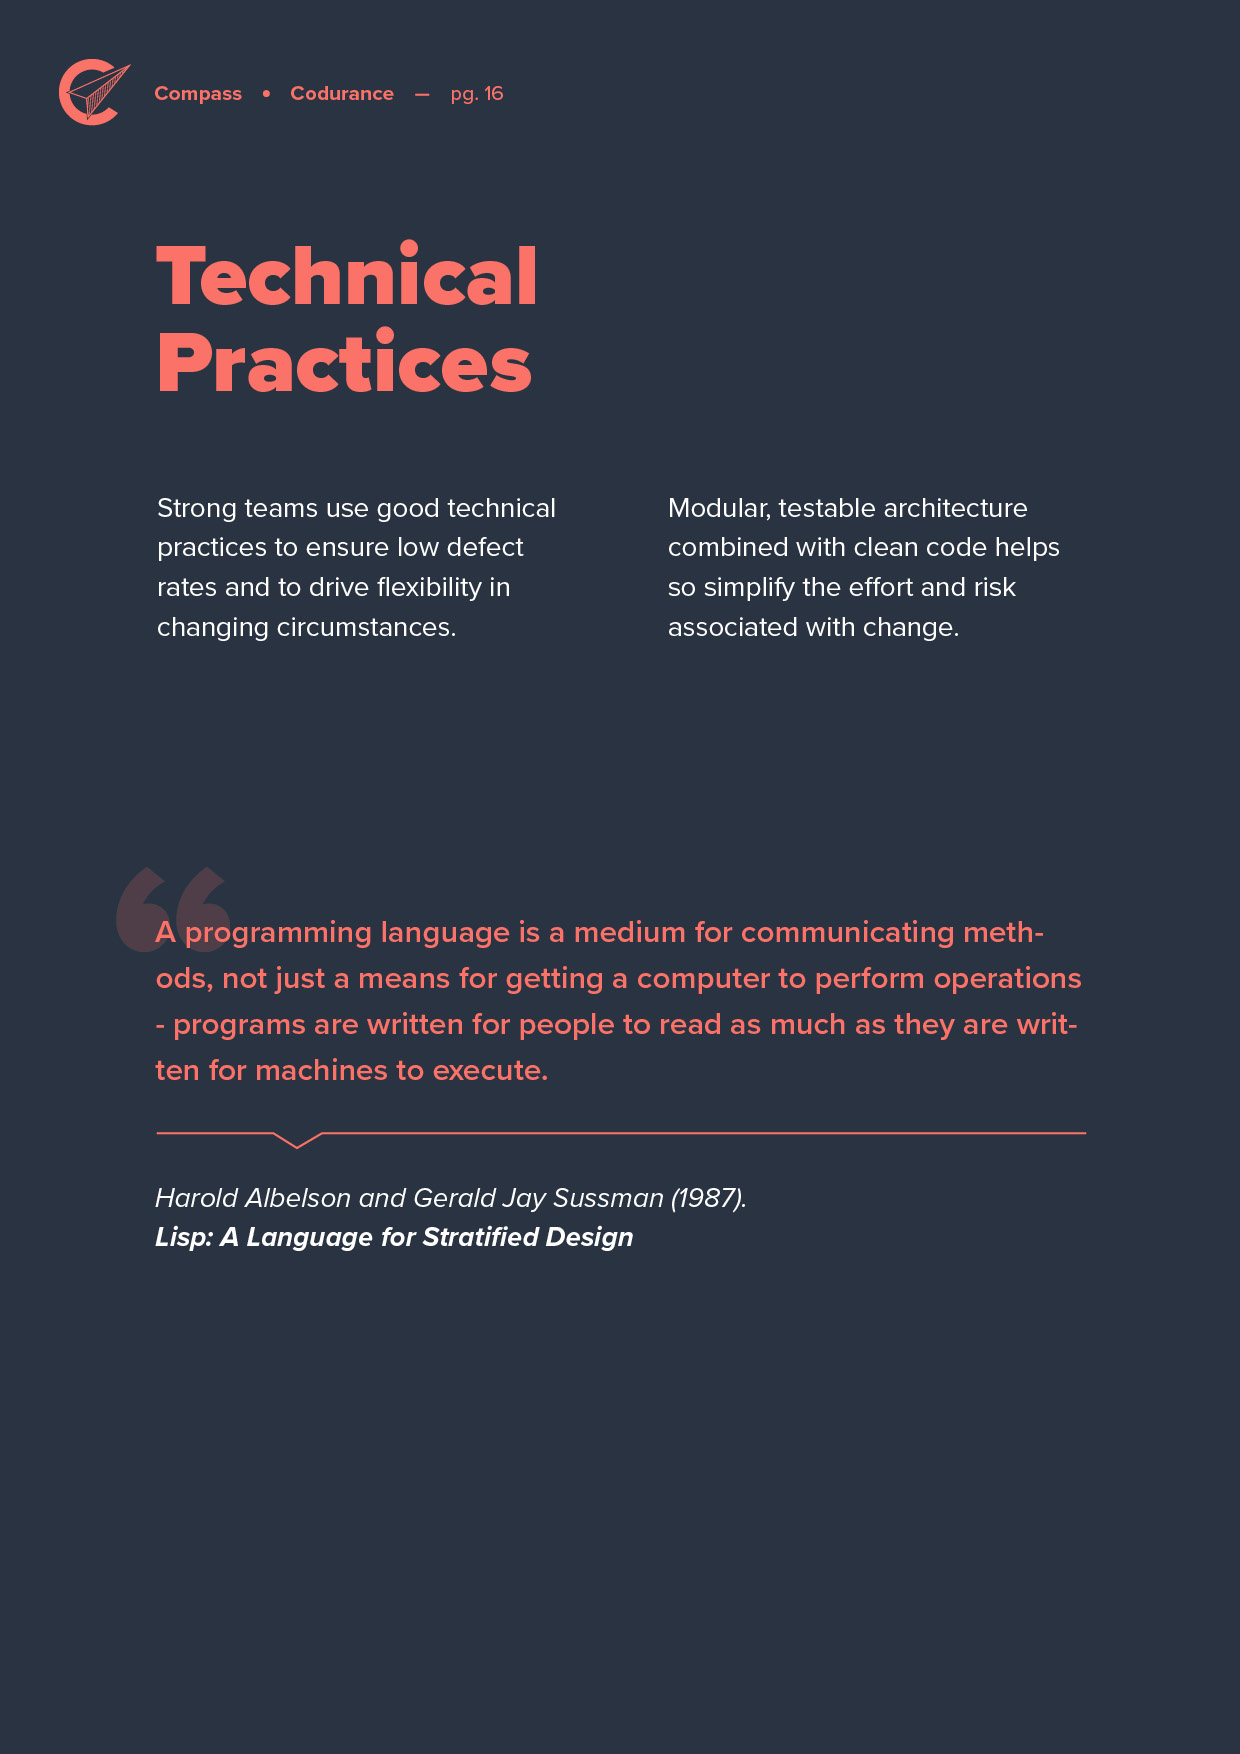 Compass • Codurance — pg. 16
Technical
Practices
Strong teams use good technical
practices to ensure low defect
rates and to drive flexibility in
changing circumstances.
Modular, testable architecture
combined with clean code helps
so simplify the effort and risk
associated with change.
“
A programming language is a medium for communicating meth-
ods, not just a means for getting a computer to perform operations
- programs are written for people to read as much as they are writ-
ten for machines to execute.
Harold Albelson and Gerald Jay Sussman (1987).
Lisp: A Language for Stratified Design